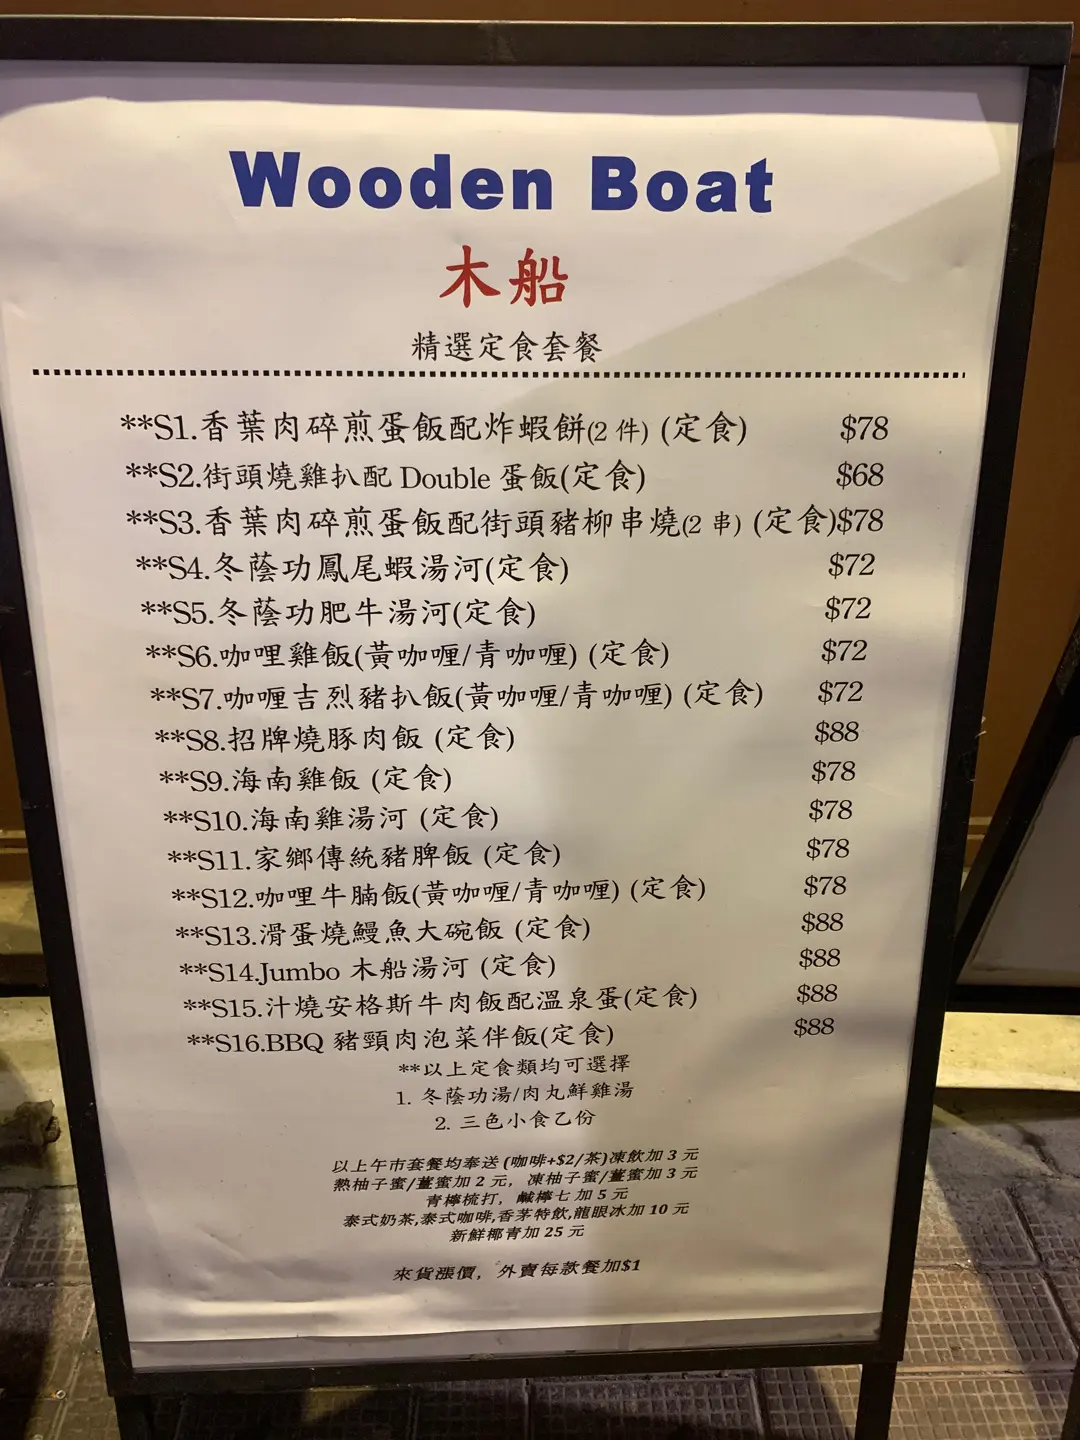 Wooden Boat
木船
精選定食套餐
**S1.香葉肉碎煎蛋飯配炸蝦餅(2 件) (定食) $78
**S2.街頭燒雞扒配 Double 蛋飯(定食) $68
**S3.香葉肉碎煎蛋飯配街頭豬柳串燒(2 串) (定食)$78
**S4.冬蔭功鳳尾蝦湯河(定食) $72
**S5.冬蔭功肥牛湯河(定食) $72
**S6.咖哩雞飯(黃咖喱/青咖喱) (定食) $72
**S7.咖喱吉烈豬扒飯(黃咖喱/青咖喱) (定食) $72
**S8.招牌燒豚肉飯 (定食) $88
**S9.海南雞飯 (定食) $78
**S10.海南雞湯河 (定食) $78
**S11.家鄉傳統豬脾飯 (定食) $78
**S12.咖哩牛腩飯(黃咖喱/青咖喱) (定食) $78
**S13.滑蛋燒鰻魚大碗飯 (定食) $88
**S14.Jumbo 木船湯河 (定食) $88
**S15.汁燒安格斯牛肉飯配溫泉蛋(定食) $88
**S16.BBQ 豬頸肉泡菜伴飯(定食) $88
**以上定食類均可選擇
1. 冬蔭功湯/肉丸鮮雞湯
2. 三色小食乙份
以上午市套餐均奉送 (咖啡+$2/茶)凍飲加 3 元
熱柚子蜜/薑蜜加 2 元，凍柚子蜜/薑蜜加 3 元
青檸梳打，鹹檸七 加 5 元
泰式奶茶,泰式咖啡,香茅特飲,龍眼冰加 10 元
新鮮椰青加 25 元
來貨漲價，外賣每款餐加$1